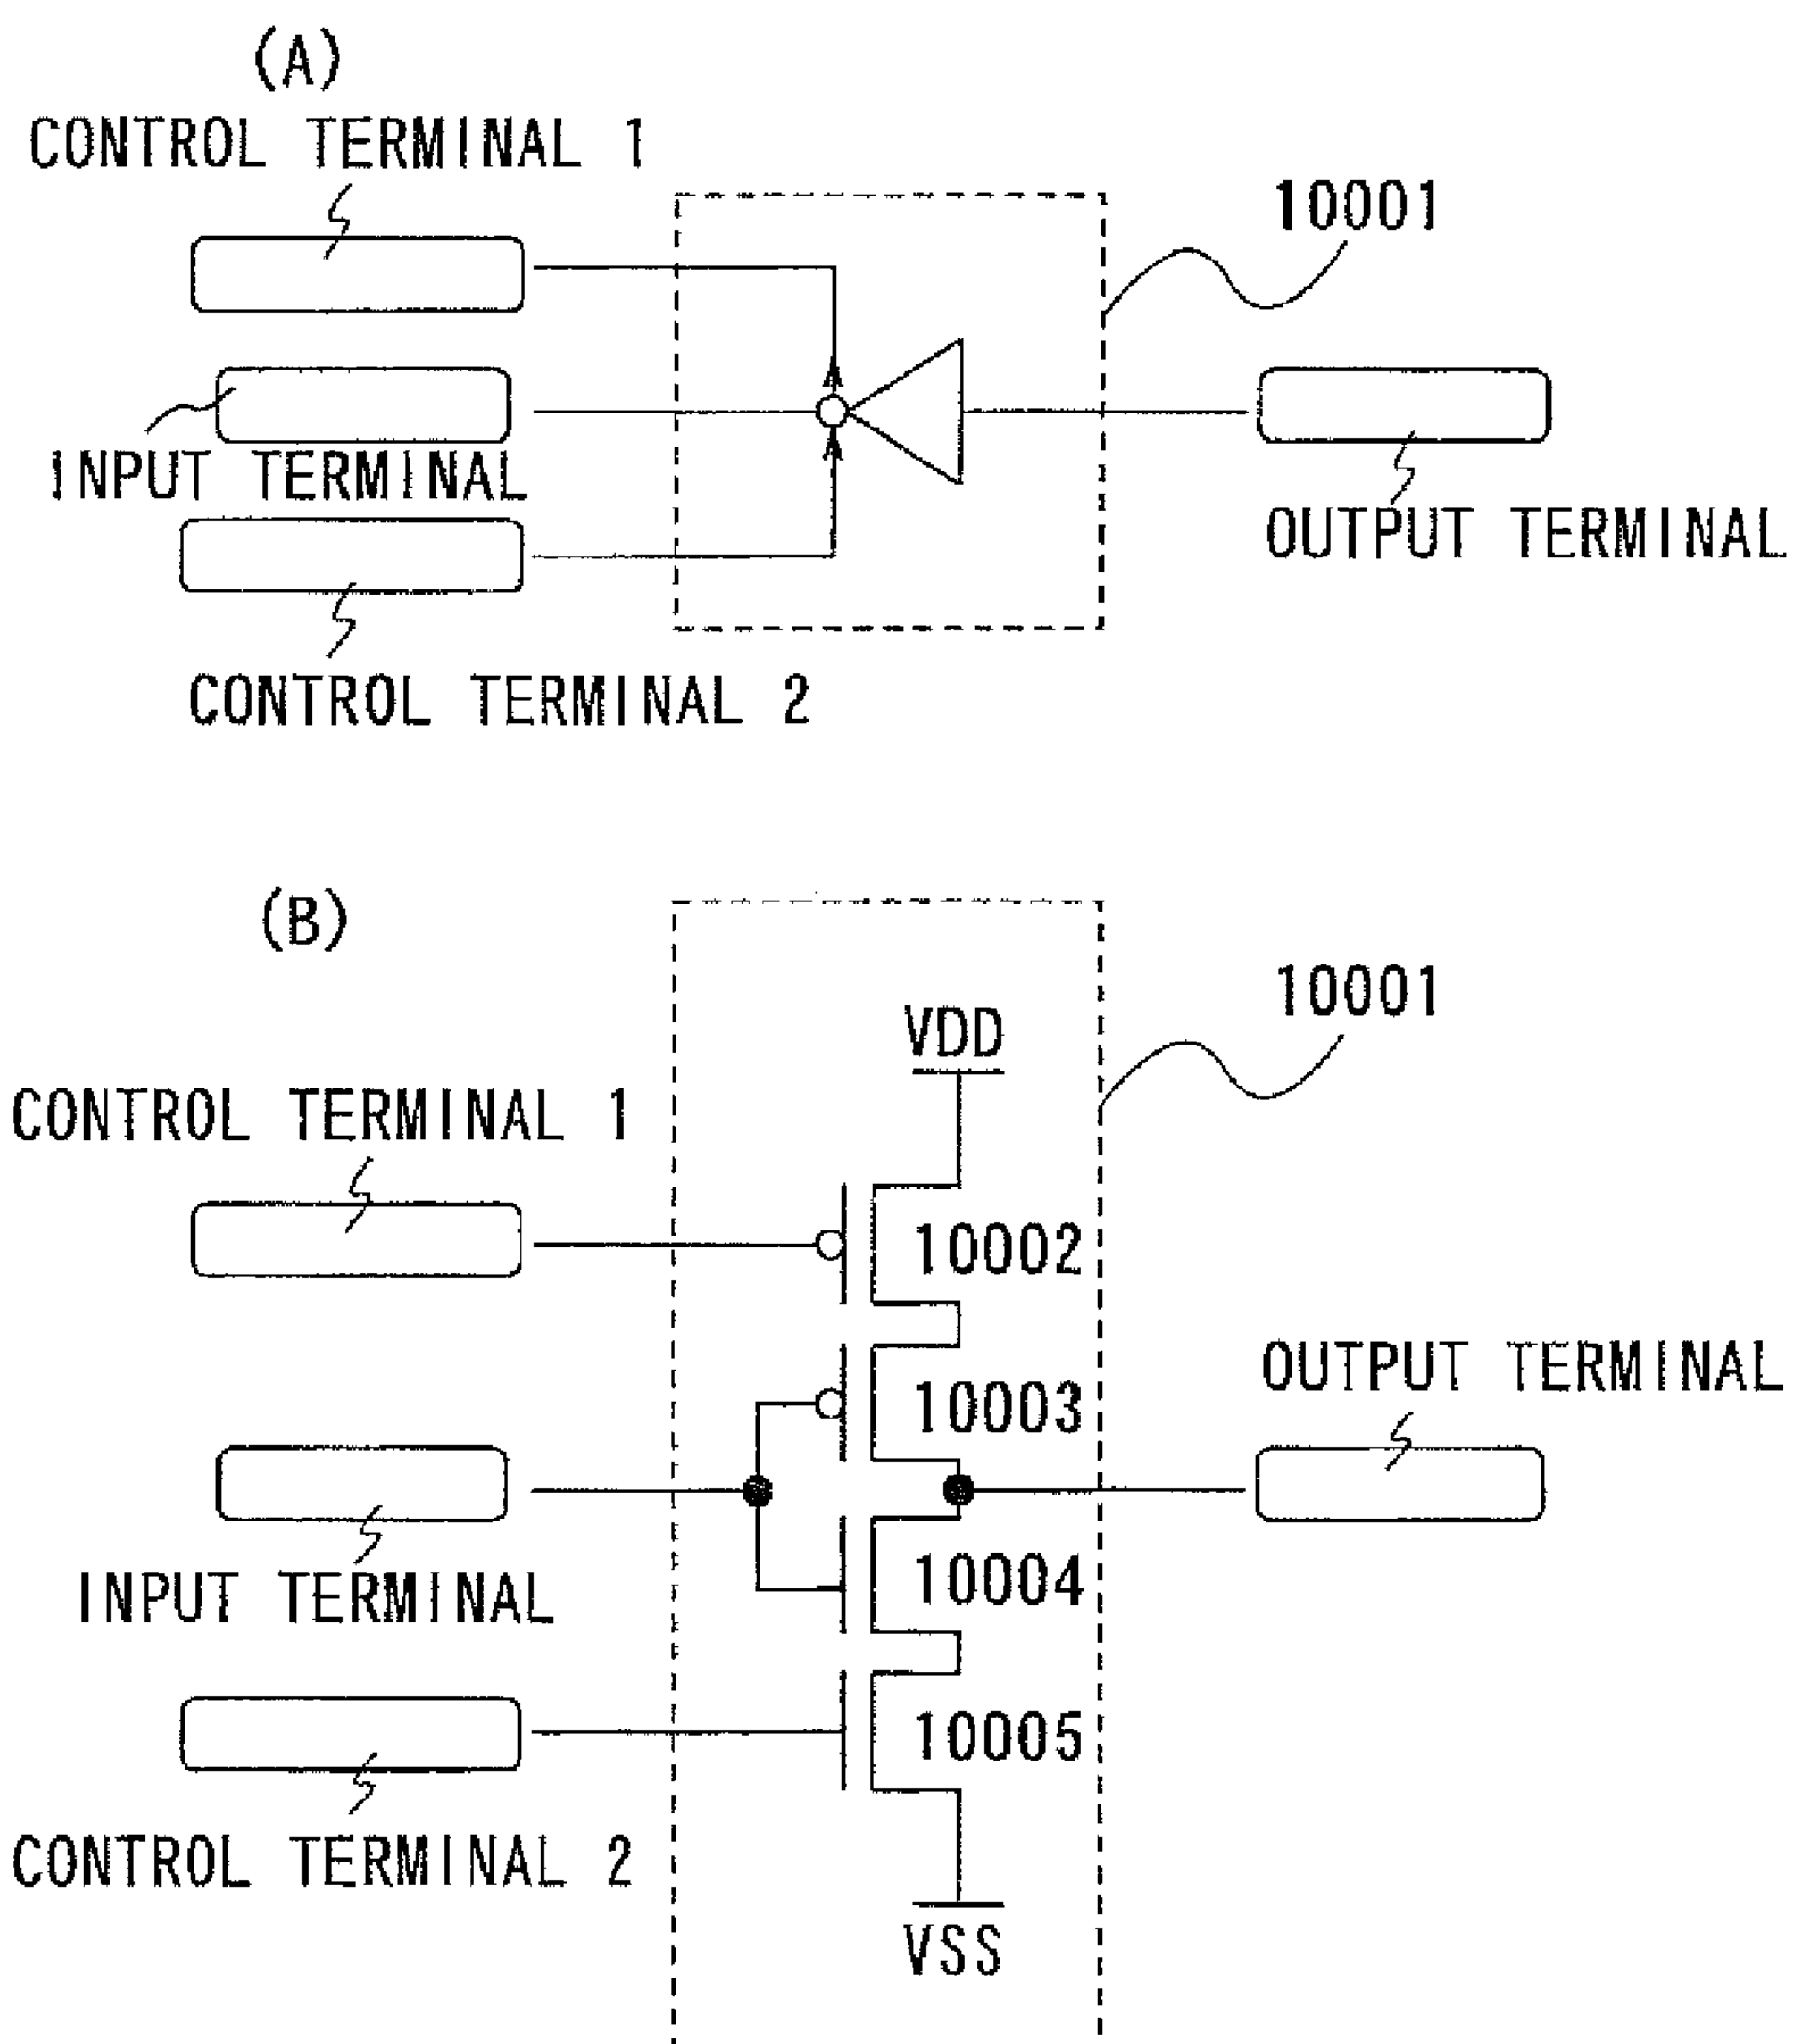 (A)
CONTROL TERMINAL 1
10001
INPUT TERMINAL
OUTPUT TERMINAL
CONTROL TERMINAL 2
(B)
10001
VDD
CONTROL TERMINAL 1
10002
OUTPUT TERMINAL
10003
INPUT TERMINAL
10004
10005
CONTROL TERMINAL 2
VSS